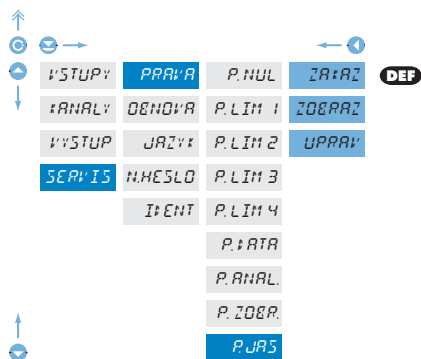 VSTUPY PRAVA P. NUL ZAKAZ DEF
KANALY OBNOVA P. LIM 1 ZOBRAZ
VYSTUP JAZYK P. LIM 2 UPRAV
SERVIS N.HESLO P. LIM 3
IDENT P. LIM 4
P. DATA
P. ANAL.
P. ZOBR.
P.JAS